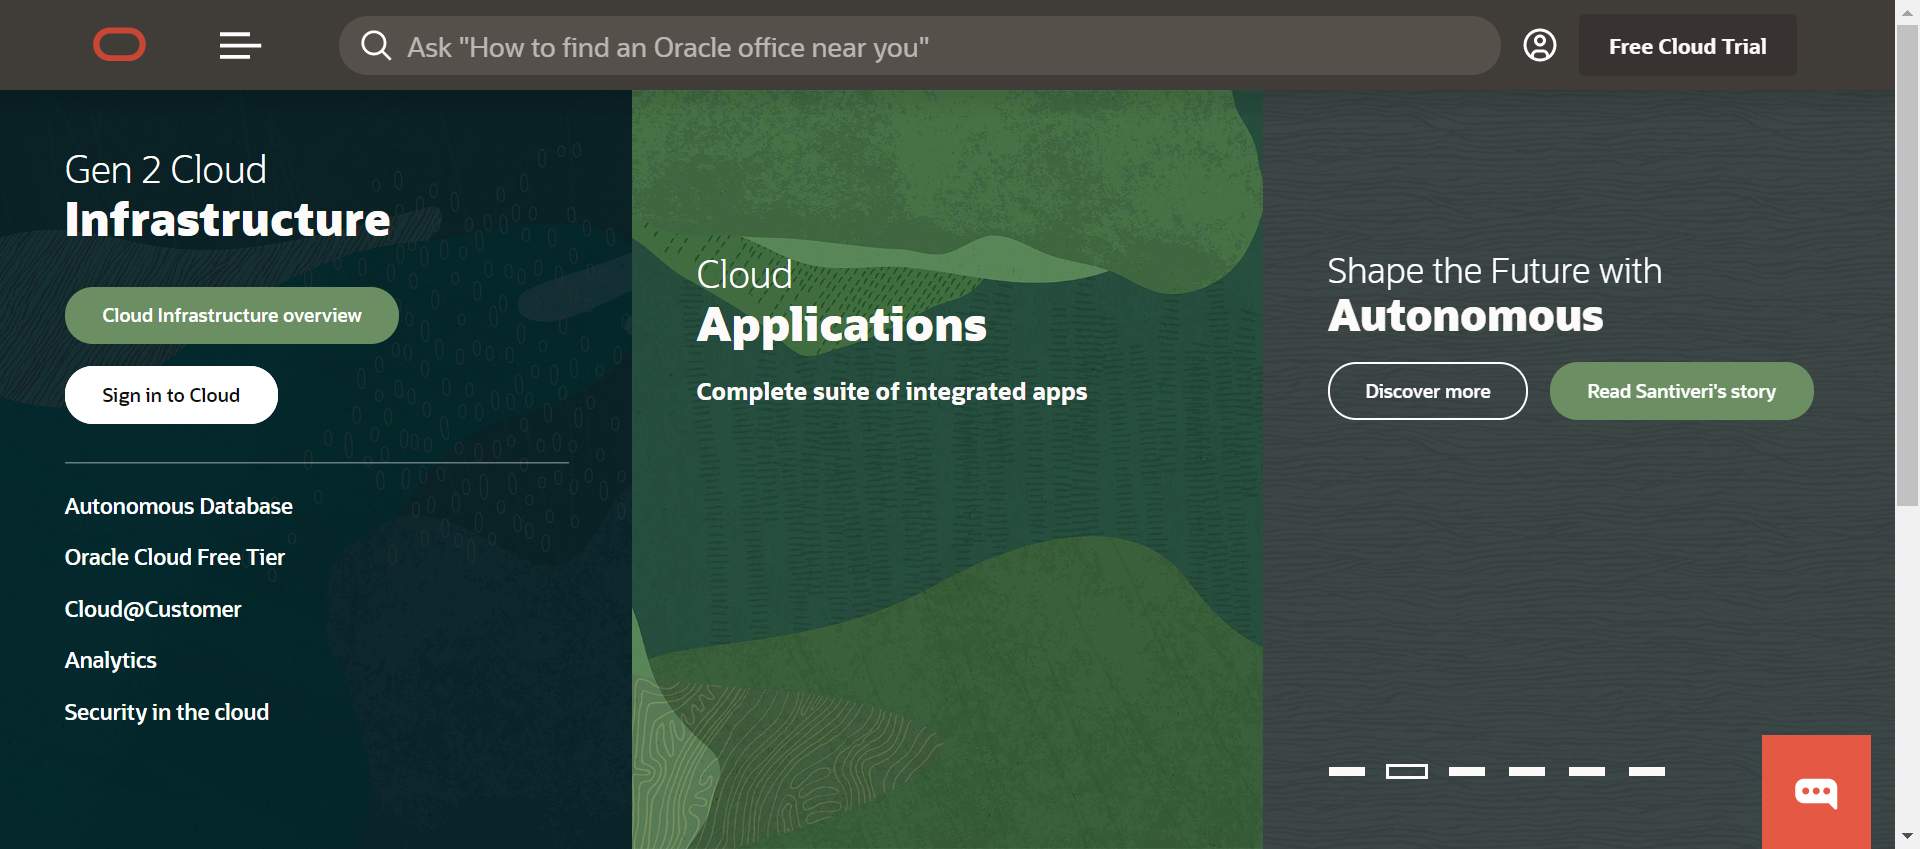 Ask "How to find an Oracle office near you"
Free Cloud Trial
Gen 2 Cloud
Infrastructure
Cloud Infrastructure overview
Sign in to Cloud
Autonomous Database
Oracle Cloud Free Tier
Cloud@Customer
Analytics
Security in the cloud
Cloud
Applications
Complete suite of integrated apps
Shape the Future with
Autonomous
Discover more
Read Santiveri's story